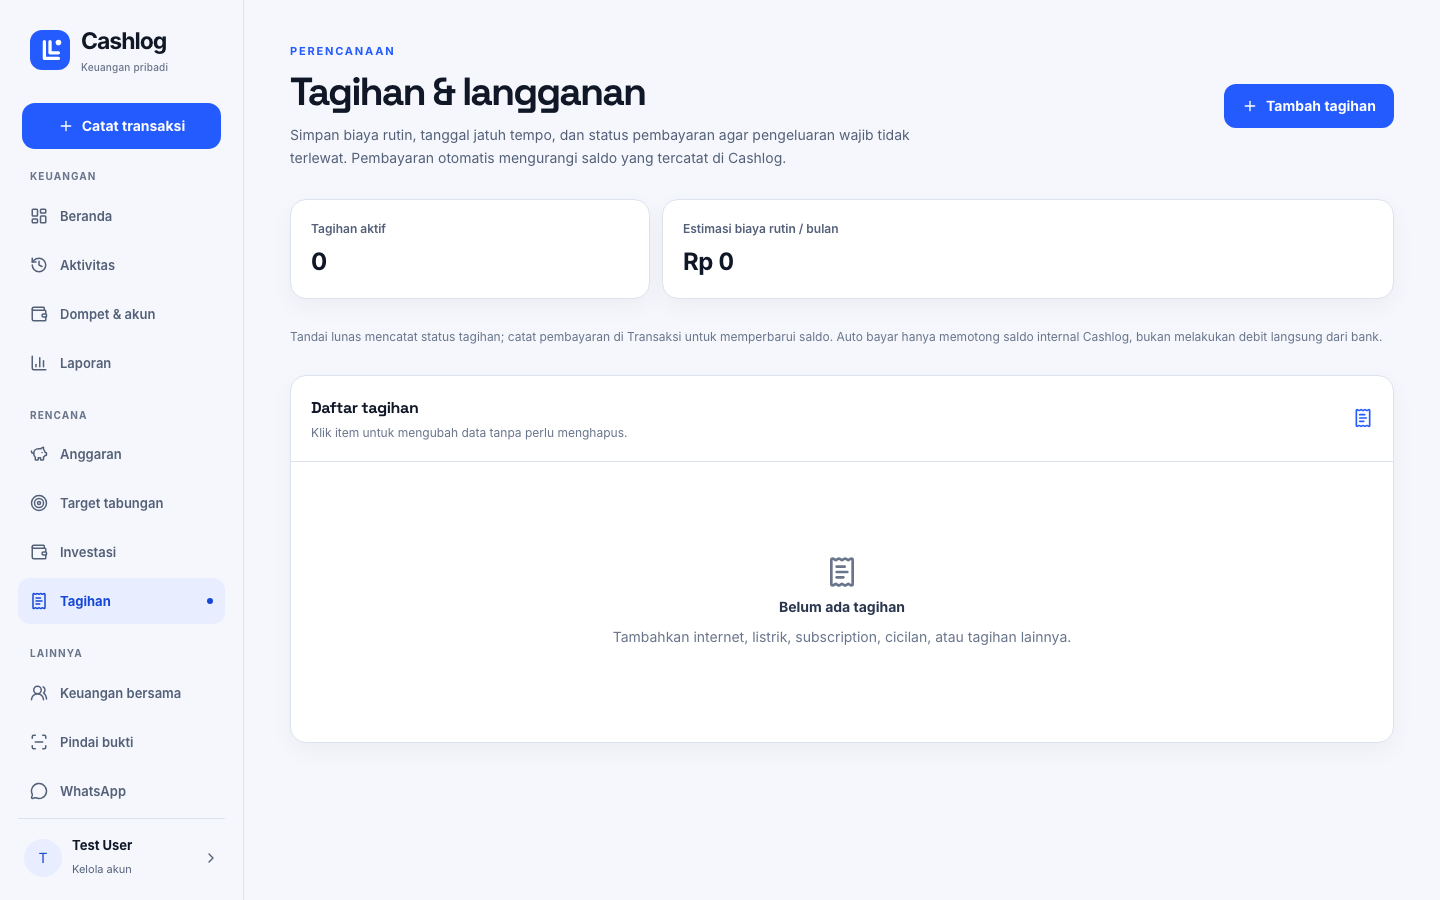 Cashlog
Keuangan pribadi
Catat transaksi
KEUANGAN
Beranda
Aktivitas
Dompet & akun
Laporan
RENCANA
Anggaran
Target tabungan
Investasi
Tagihan
LAINNYA
Keuangan bersama
Pindai bukti
WhatsApp
T
Test User
Kelola akun
PERENCANAAN
Tagihan & langganan
Simpan biaya rutin, tanggal jatuh tempo, dan status pembayaran agar pengeluaran wajib tidak
terlewat. Pembayaran otomatis mengurangi saldo yang tercatat di Cashlog.
Tambah tagihan
Tagihan aktif
0
Estimasi biaya rutin / bulan
Rp 0
Tandai lunas mencatat status tagihan; catat pembayaran di Transaksi untuk memperbarui saldo. Auto bayar hanya memotong saldo internal Cashlog, bukan melakukan debit langsung dari bank.
Daftar tagihan
Klik item untuk mengubah data tanpa perlu menghapus.
Belum ada tagihan
Tambahkan internet, listrik, subscription, cicilan, atau tagihan lainnya.